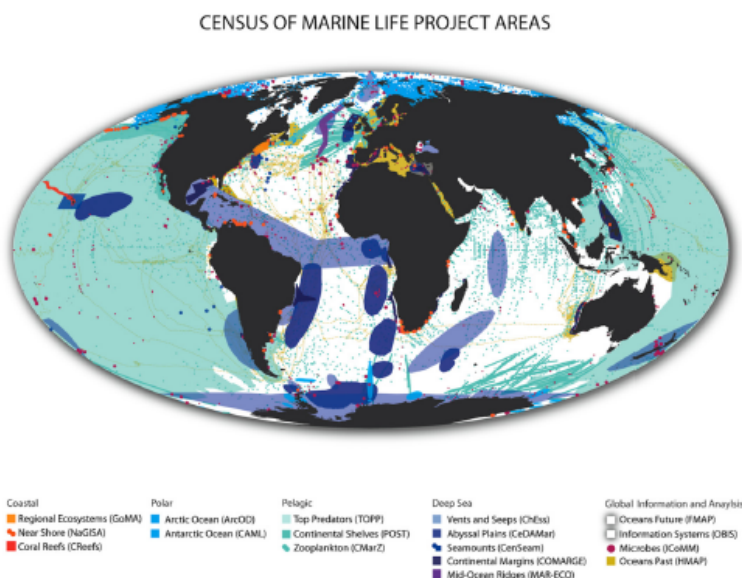 CENSUS OF MARINE LIFE PROJECT AREAS
Coastal
Regional Ecosystems (GoMA)
Near Shore (NaGISA)
Coral Reefs (CReefs)
Polar
Arctic Ocean (ArcOD)
Antarctic Ocean (CAML)
Pelagic
Top Predators (TOPP)
Continental Shelves (POST)
Zooplankton (CMarZ)
Deep Sea
Vents and Seeps (ChEss)
Abyssal Plains (CeDAMar)
Seamounts (CenSeam)
Continental Margins (COMARGE)
Mid-Ocean Ridges (MAR-ECO)
Global Information and Anaylsis
Oceans Future (FMAP)
Information Systems (OBIS)
Microbes (ICoMM)
Oceans Past (HMAP)